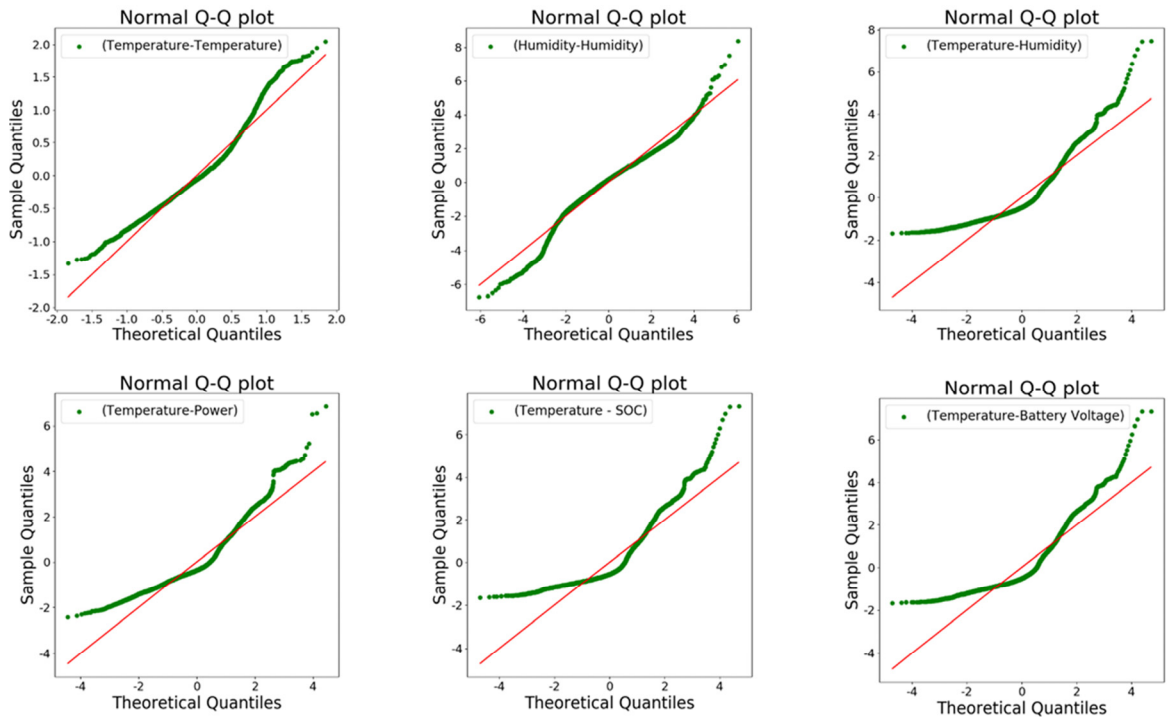 Normal Q-Q plot
(Temperature-Temperature)
Sample Quantiles
2.0
1.5
1.0
0.5
0.0
-0.5
-1.0
-1.5
-2.0
-2.0 -1.5 -1.0 -0.5 0.0 0.5 1.0 1.5 2.0
Theoretical Quantiles
Normal Q-Q plot
(Humidity-Humidity)
Sample Quantiles
8
6
4
2
0
-2
-4
-6
-6 -4 -2 0 2 4 6
Theoretical Quantiles
Normal Q-Q plot
(Temperature-Humidity)
Sample Quantiles
8
6
4
2
0
-2
-4
-4 -2 0 2 4
Theoretical Quantiles
Normal Q-Q plot
(Temperature-Power)
Sample Quantiles
6
4
2
0
-2
-4
-4 -2 0 2 4
Theoretical Quantiles
Normal Q-Q plot
(Temperature - SOC)
Sample Quantiles
6
4
2
0
-2
-4
-4 -2 0 2 4
Theoretical Quantiles
Normal Q-Q plot
(Temperature-Battery Voltage)
Sample Quantiles
6
4
2
0
-2
-4
-4 -2 0 2 4
Theoretical Quantiles